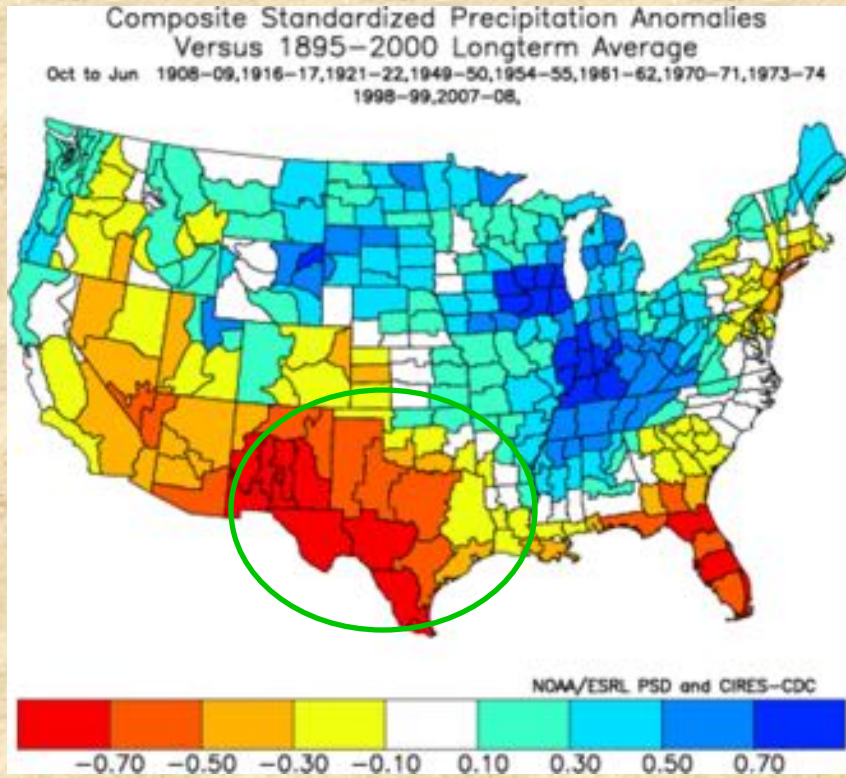 Composite Standardized Precipitation Anomalies
Versus 1895-2000 Longterm Average
Oct to Jun 1908-09,1916-17,1921-22,1949-50,1954-55,1961-62,1970-71,1973-74
1998-99,2007-08,
NOAA/ESRL PSD and CIRES-CDC
-0.70 -0.50 -0.30 -0.10 0.10 0.30 0.50 0.70